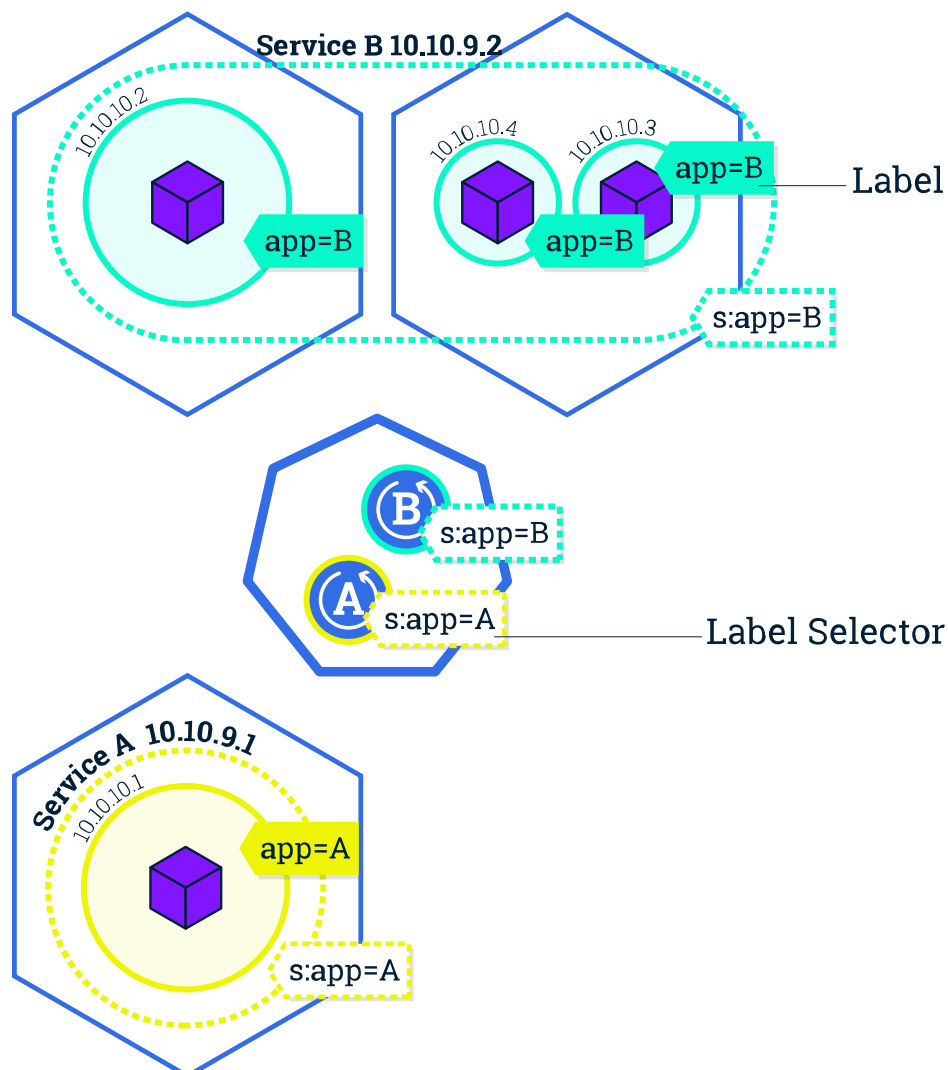 Service B 10.10.9.2
10.10.10.2
10.10.10.4
10.10.10.3
app=B
Label
app=B
app=B
s:app=B
B
s:app=B
A
s:app=A
Label Selector
Service A 10.10.9.1
10.10.10.1
app=A
s:app=A